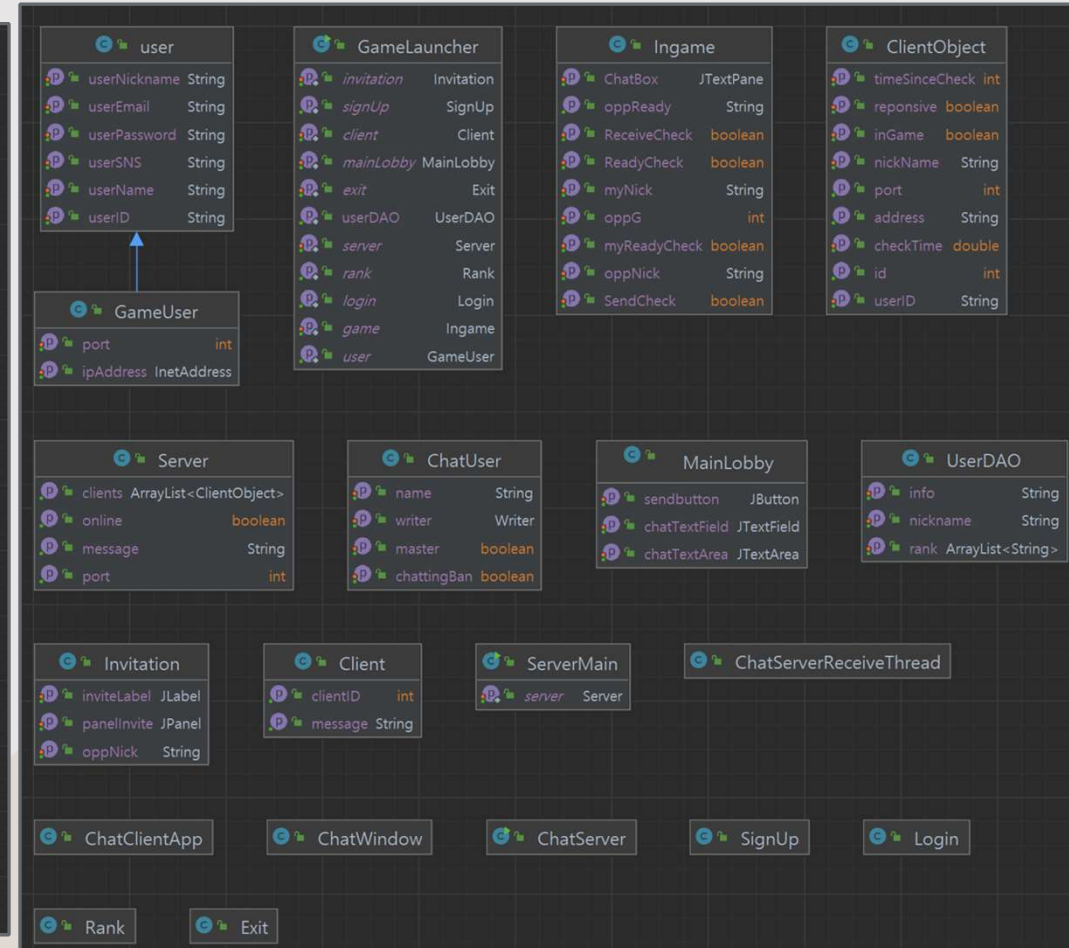 user
userNickname String
userEmail String
userPassword String
userSNS String
userName String
userID String
GameLauncher
invitation Invitation
signUp SignUp
client Client
mainLobby MainLobby
exit Exit
userDAO UserDAO
server Server
rank Rank
login Login
game Ingame
user GameUser
Ingame
ChatBox JTextPane
oppReady String
ReceiveCheck boolean
ReadyCheck boolean
myNick String
oppG int
myReadyCheck boolean
oppNick String
SendCheck boolean
ClientObject
timeSinceCheck int
reponsive boolean
inGame boolean
nickName String
port int
address String
checkTime double
id int
userID String
GameUser
port int
ipAddress InetAddress
Server
clients ArrayList<ClientObject>
online boolean
message String
port int
ChatUser
name String
writer Writer
master boolean
chattingBan boolean
MainLobby
sendbutton JButton
chatTextField JTextField
chatTextArea JTextArea
UserDAO
info String
nickname String
rank ArrayList<String>
Invitation
inviteLabel JLabel
panelInvite JPanel
oppNick String
Client
clientID int
message String
ServerMain
server Server
ChatServerReceiveThread
ChatClientApp
ChatWindow
ChatServer
SignUp
Login
Rank
Exit